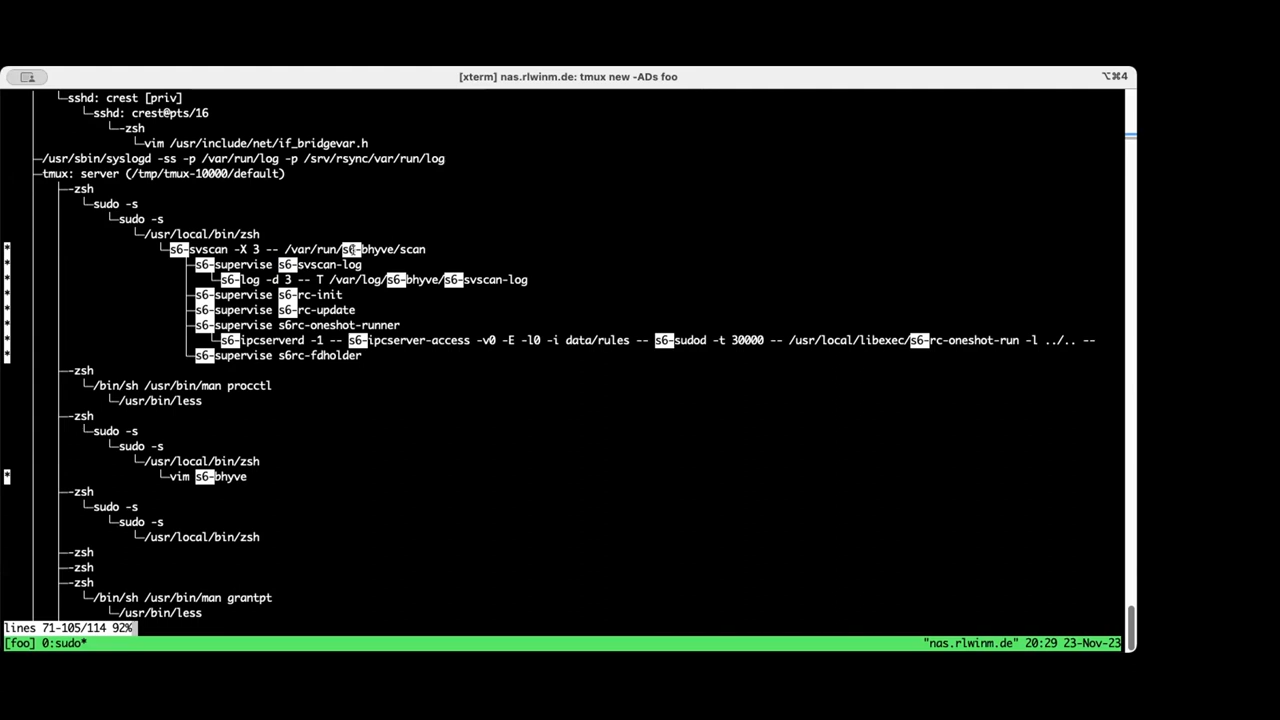 [xterm] nas.rlwinm.de: tmux new -ADs foo
⌥⌘4
└─sshd: crest [priv]
└─sshd: crest@pts/16
└─-zsh
└─vim /usr/include/net/if_bridgevar.h
├─/usr/sbin/syslogd -ss -p /var/run/log -p /srv/rsync/var/run/log
├─tmux: server (/tmp/tmux-10000/default)
├─-zsh
└─sudo -s
└─sudo -s
└─/usr/local/bin/zsh
* └─s6-svscan -X 3 -- /var/run/s6-bhyve/scan
* ├─s6-supervise s6-svscan-log
* │ └─s6-log -d 3 -- T /var/log/s6-bhyve/s6-svscan-log
* ├─s6-supervise s6-rc-init
* ├─s6-supervise s6-rc-update
* ├─s6-supervise s6rc-oneshot-runner
* │ └─s6-ipcserverd -1 -- s6-ipcserver-access -v0 -E -l0 -i data/rules -- s6-sudod -t 30000 -- /usr/local/libexec/s6-rc-oneshot-run -l ../.. --
* └─s6-supervise s6rc-fdholder
├─-zsh
└─/bin/sh /usr/bin/man procctl
└─/usr/bin/less
├─-zsh
└─sudo -s
└─sudo -s
└─/usr/local/bin/zsh
* └─vim s6-bhyve
├─-zsh
└─sudo -s
└─sudo -s
└─/usr/local/bin/zsh
├─-zsh
├─-zsh
├─-zsh
└─/bin/sh /usr/bin/man grantpt
└─/usr/bin/less
lines 71-105/114 92%
[foo] 0:sudo* "nas.rlwinm.de" 20:29 23-Nov-23